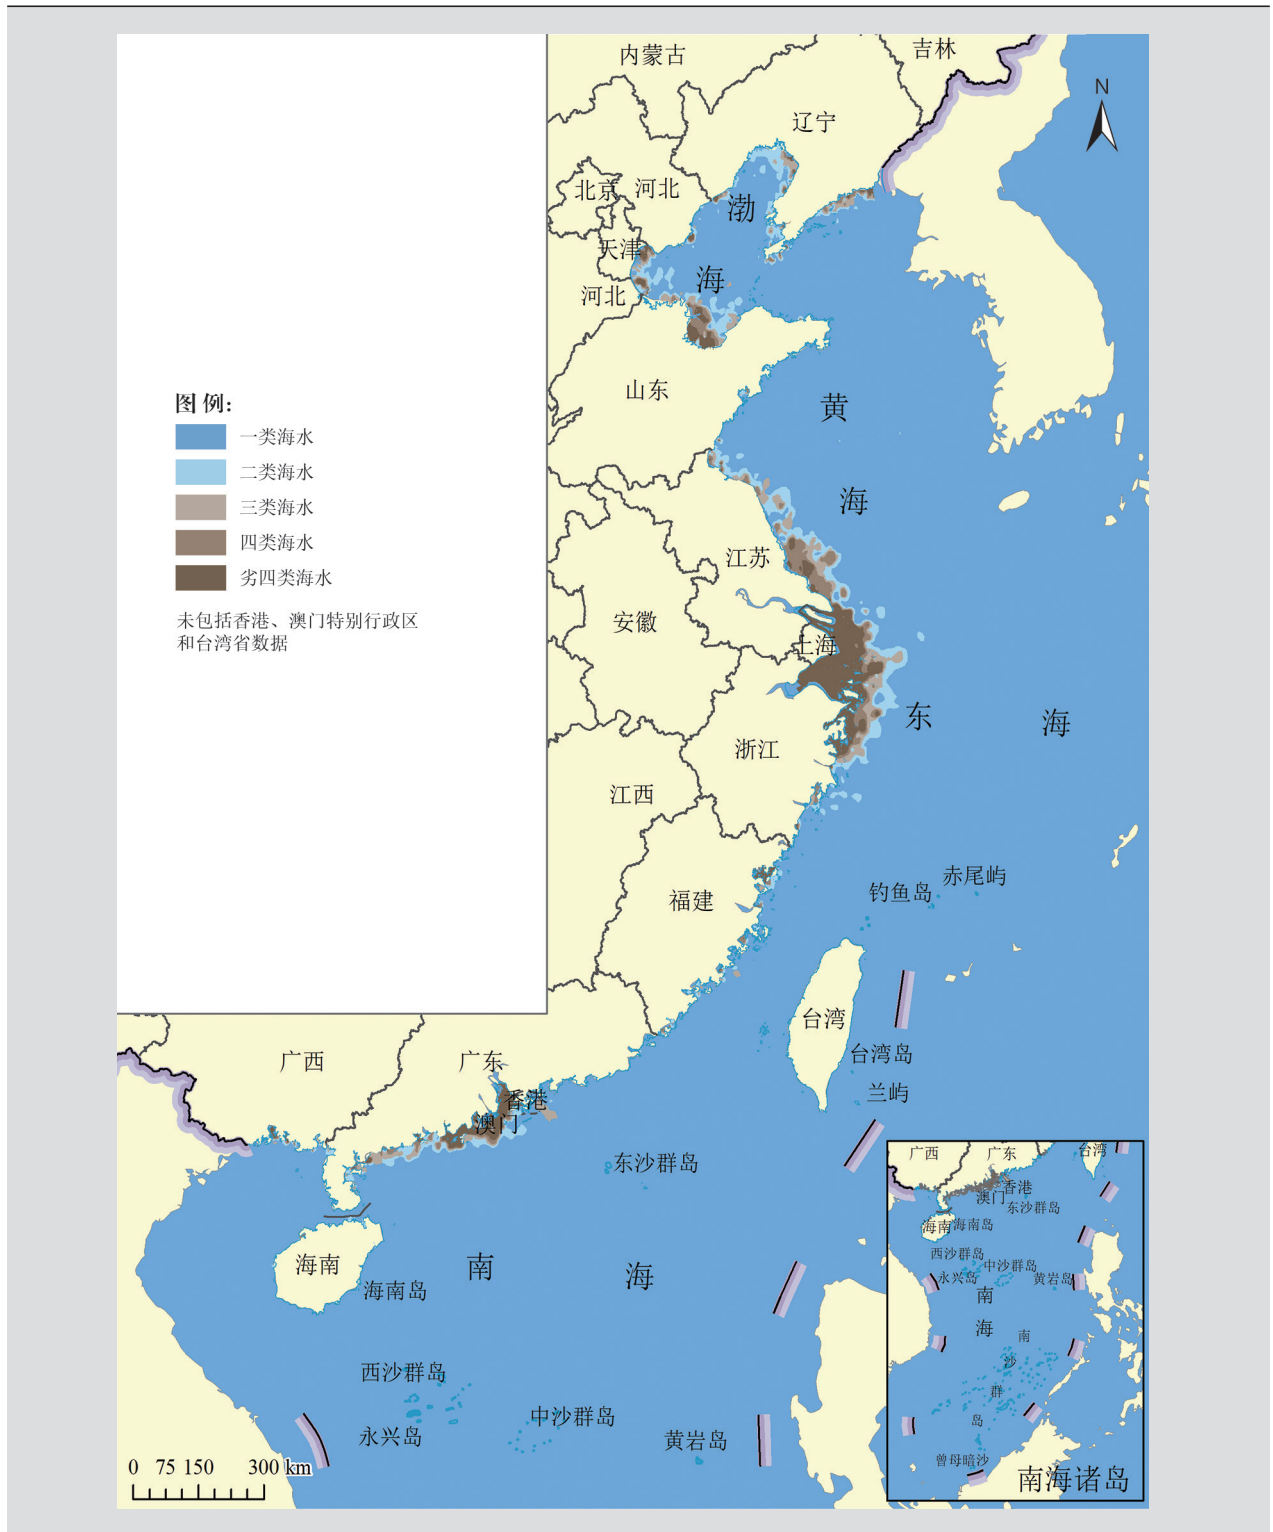 内蒙古
吉林
N
辽宁
北京
河北
渤
天津
海
河北
山东
黄
图 例:
一类海水
二类海水
海
三类海水
四类海水
江苏
劣四类海水
未包括香港、澳门特别行政区
和台湾省数据
安徽
上海
东
海
浙江
江西
赤尾屿
钓鱼岛
福建
台湾
台湾岛
广西
广东
兰屿
香港
澳门
东沙群岛
海南
南
海
海南岛
西沙群岛
中沙群岛
永兴岛
黄岩岛
0 75 150 300 km
广西
广东
台湾
香港
澳门
东沙群岛
海南
海南岛
西沙群岛
中沙群岛
永兴岛
黄岩岛
南
海
南
沙
群
岛
曾母暗沙
南海诸岛